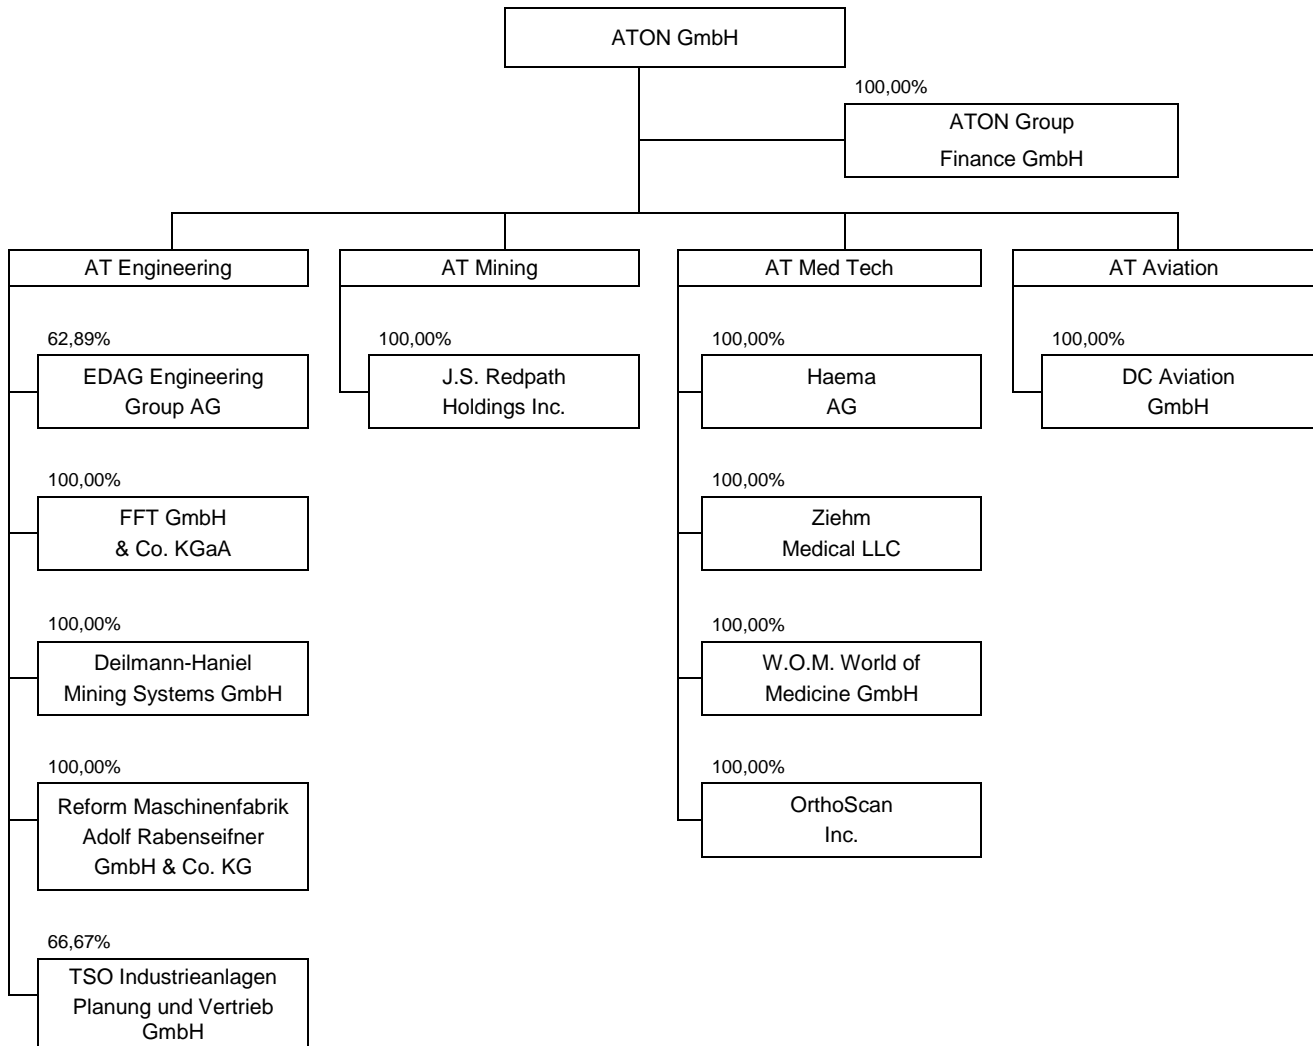 ATON GmbH
100,00%
ATON Group
Finance GmbH
AT Engineering
AT Mining
AT Med Tech
AT Aviation
62,89%
EDAG Engineering
Group AG
100,00%
FFT GmbH
& Co. KGaA
100,00%
Deilmann-Haniel
Mining Systems GmbH
100,00%
Reform Maschinenfabrik
Adolf Rabenseifner
GmbH & Co. KG
66,67%
TSO Industrieanlagen
Planung und Vertrieb
GmbH
100,00%
J.S. Redpath
Holdings Inc.
100,00%
Haema
AG
100,00%
Ziehm
Medical LLC
100,00%
W.O.M. World of
Medicine GmbH
100,00%
OrthoScan
Inc.
100,00%
DC Aviation
GmbH